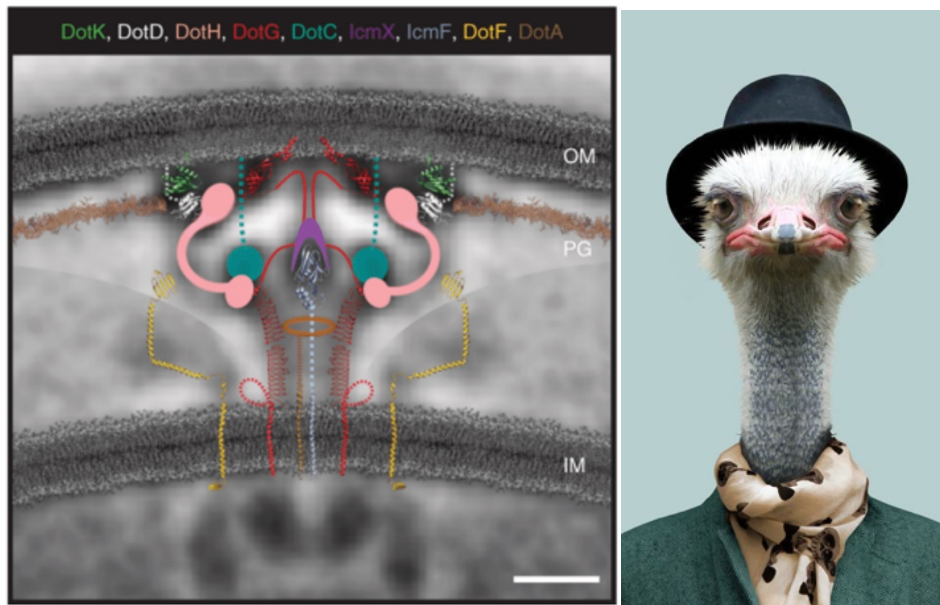 DotK, DotD, DotH, DotG, DotC, IcmX, IcmF, DotF, DotA
OM
PG
IM